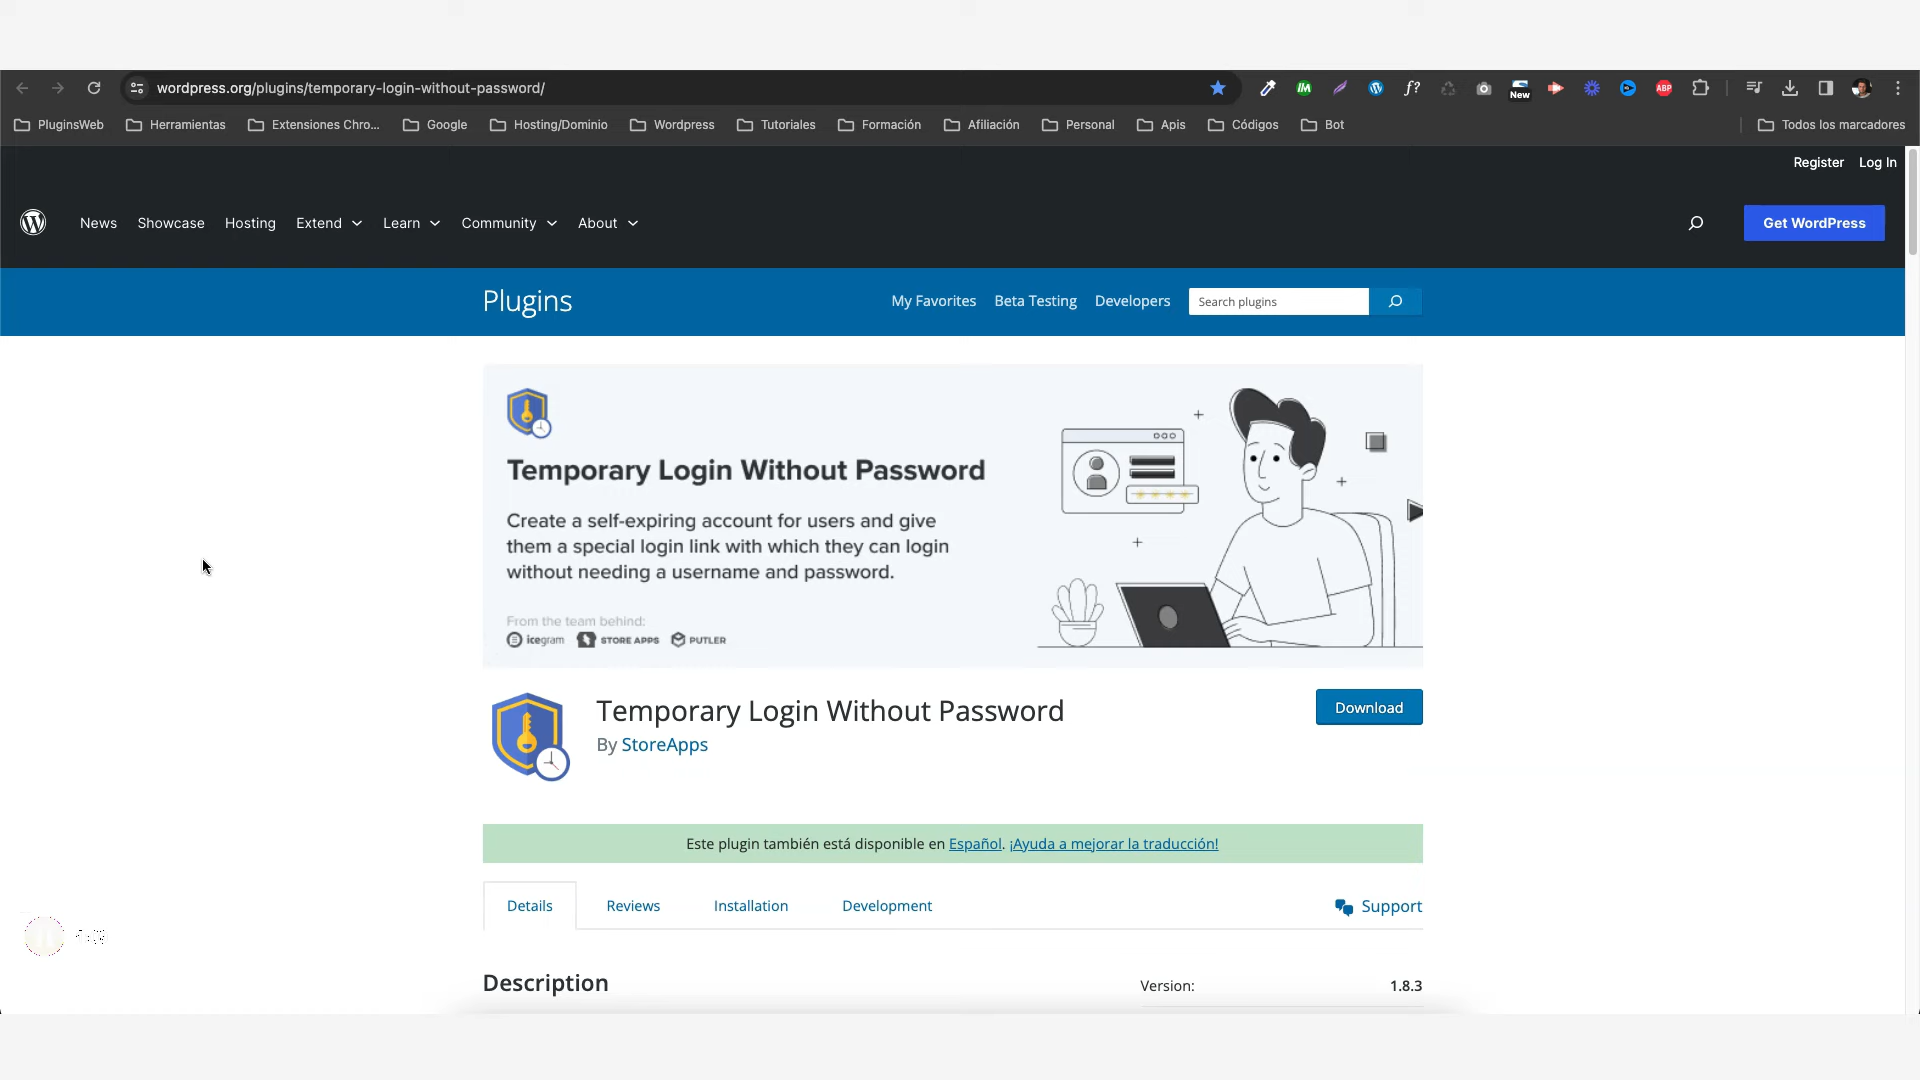 wordpress.org/plugins/temporary-login-without-password/
IM
f?
New
ABP
PluginsWeb Herramientas Extensiones Chro... Google Hosting/Dominio Wordpress Tutoriales Formación Afiliación Personal Apis Códigos Bot Todos los marcadores
Register Log In
News Showcase Hosting Extend Learn Community About Get WordPress
Plugins My Favorites Beta Testing Developers Search plugins
Temporary Login Without Password
Create a self-expiring account for users and give
them a special login link with which they can login
without needing a username and password.
From the team behind:
icegram STORE APPS PUTLER
Temporary Login Without Password Download
By StoreApps
Este plugin también está disponible en Español. ¡Ayuda a mejorar la traducción!
Details Reviews Installation Development Support
Description Version: 1.8.3